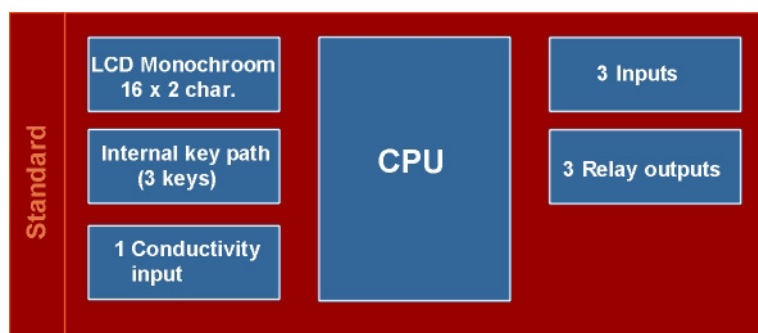 Standard
LCD Monochroom
16 x 2 char.
Internal key path
(3 keys)
1 Conductivity
input
CPU
3 Inputs
3 Relay outputs